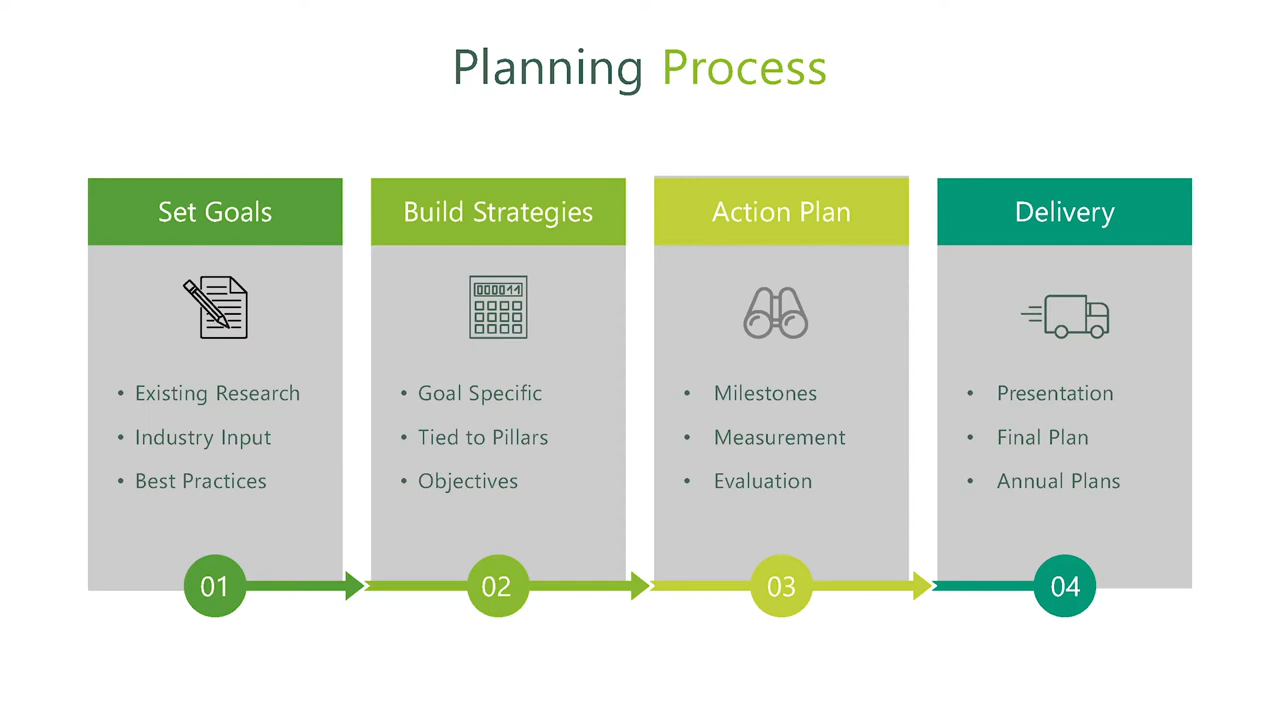 Planning Process
Set Goals
000011
• Existing Research
• Industry Input
• Best Practices
01
Build Strategies
• Goal Specific
• Tied to Pillars
• Objectives
02
Action Plan
• Milestones
• Measurement
• Evaluation
03
Delivery
• Presentation
• Final Plan
• Annual Plans
04